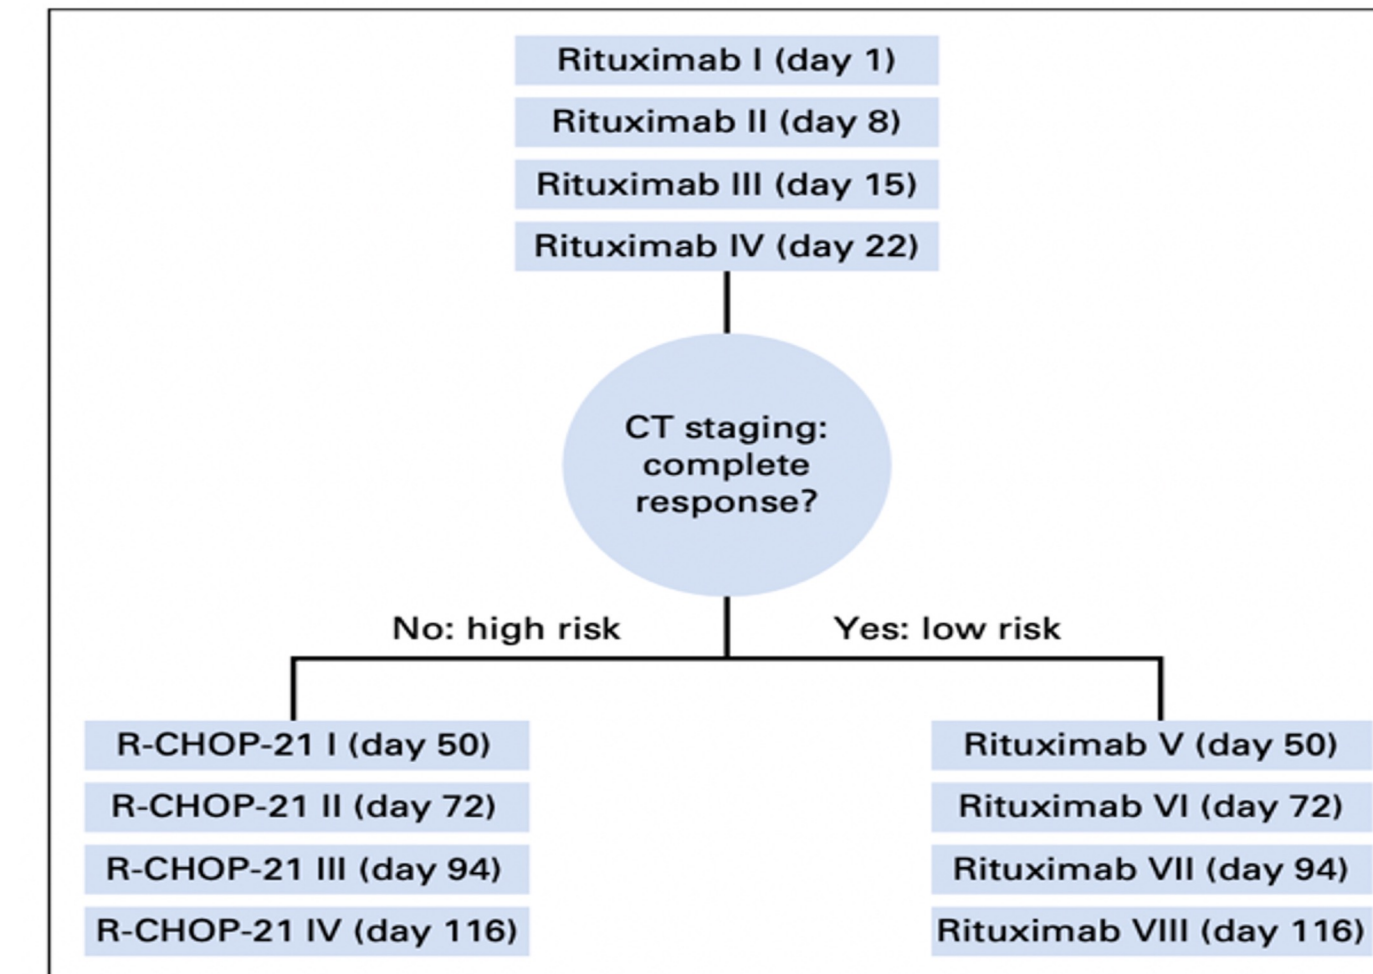 Rituximab I (day 1)
Rituximab II (day 8)
Rituximab III (day 15)
Rituximab IV (day 22)
CT staging:
complete
response?
No: high risk
Yes: low risk
R-CHOP-21 I (day 50)
R-CHOP-21 II (day 72)
R-CHOP-21 III (day 94)
R-CHOP-21 IV (day 116)
Rituximab V (day 50)
Rituximab VI (day 72)
Rituximab VII (day 94)
Rituximab VIII (day 116)